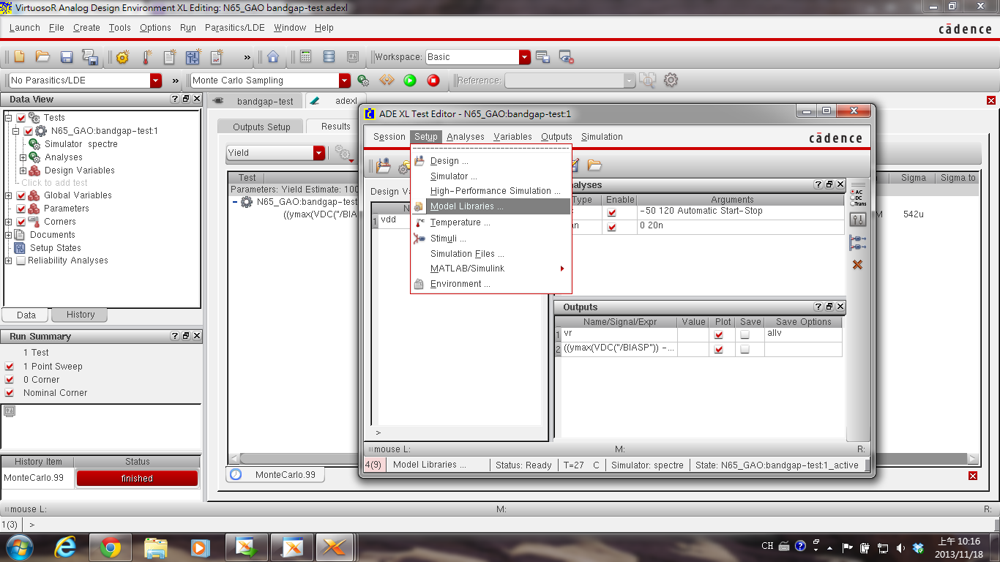 VirtuosoR Analog Design Environment XL Editing: N65_GAO bandgap-test adexl
Launch File Create Tools Options Run Parasitics/LDE Window Help
cādence
» Workspace: Basic
No Parasitics/LDE » Monte Carlo Sampling Reference:
Data View
Tests
N65_GAO:bandgap-test:1
Simulator spectre
Analyses
Design Variables
Click to add test
Global Variables
Parameters
Corners
Documents
Setup States
Reliability Analyses
Data History
Run Summary
1 Test
1 Point Sweep
0 Corner
Nominal Corner
History Item Status
MonteCarlo.99 finished
bandgap-test adexl
Outputs Setup Results
Yield
Test
Parameters: Yield Estimate: 100
N65_GAO:bandgap-test
((ymax(VDC("/BIA
Sigma Sigma to
M 542u
MonteCarlo.99
ADE XL Test Editor - N65_GAO:bandgap-test:1
Session Setup Analyses Variables Outputs Simulation
cādence
Design ...
Simulator ...
High-Performance Simulation ...
Model Libraries ...
Temperature ...
Stimuli ...
Simulation Files ...
MATLAB/Simulink
Environment ...
Design Va
N
1 vdd
>
nalyses
Type Enable Arguments
-50 120 Automatic Start-Stop
an 0 20n
AC
DC
Trans
Outputs
Name/Signal/Expr Value Plot Save Save Options
1 vr allv
2 ((ymax(VDC("/BIASP")) -...
mouse L: M: R:
4(9) Model Libraries ... Status: Ready T=27 C Simulator: spectre State: N65_GAO:bandgap-test:1_active
mouse L: M: R:
1(3) >
CH
上午 10:16
2013/11/18